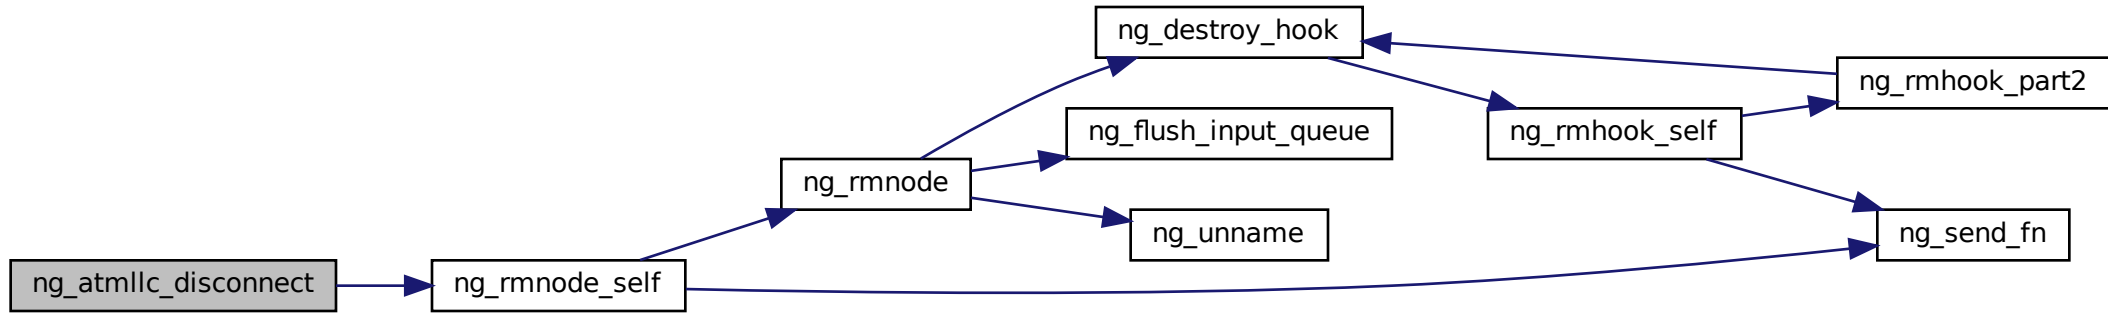 ng_destroy_hook
ng_rmhook_part2
ng_flush_input_queue
ng_rmhook_self
ng_rmnode
ng_unname
ng_send_fn
ng_atmllc_disconnect
ng_rmnode_self